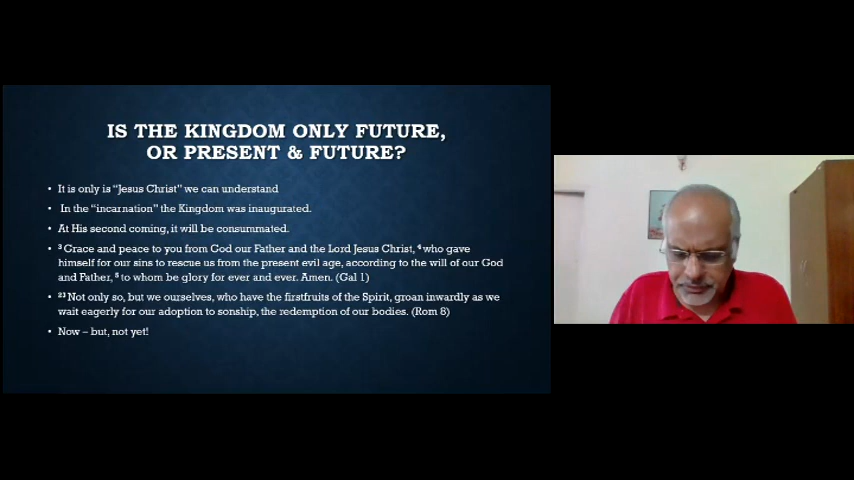 IS THE KINGDOM ONLY FUTURE,
OR PRESENT & FUTURE?
• It is only is “Jesus Christ” we can understand
• In the “incarnation” the Kingdom was inaugurated.
• At His second coming, it will be consummated.
• ³ Grace and peace to you from God our Father and the Lord Jesus Christ, ⁴ who gave
himself for our sins to rescue us from the present evil age, according to the will of our God
and Father, ⁵ to whom be glory for ever and ever. Amen. (Gal 1)
• ²³ Not only so, but we ourselves, who have the firstfruits of the Spirit, groan inwardly as we
wait eagerly for our adoption to sonship, the redemption of our bodies. (Rom 8)
• Now – but, not yet!